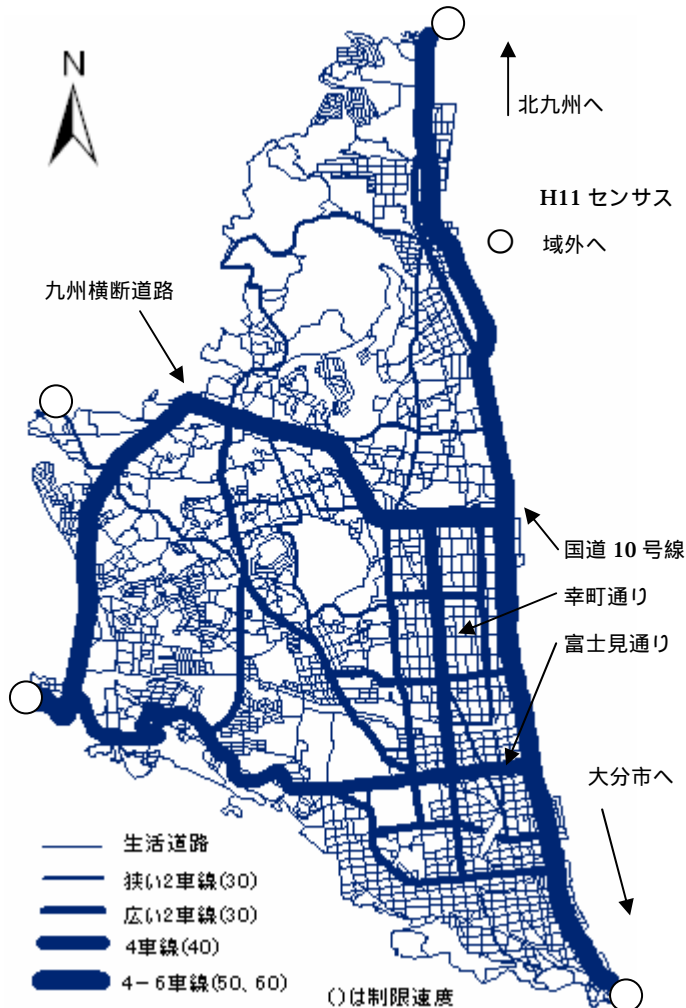 N
北九州へ
H11 センサス
域外へ
九州横断道路
国道 10 号線
幸町通り
富士見通り
大分市へ
生活道路
狭い2車線(30)
広い2車線(30)
4車線(40)
4－6車線(50、60)
()は制限速度